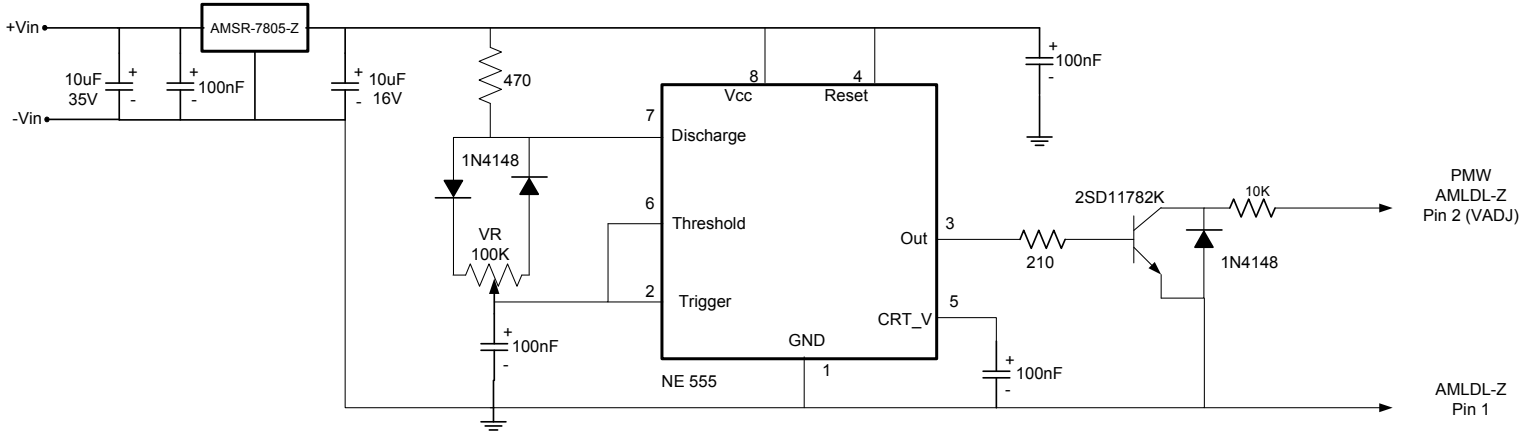 +Vin
AMSR-7805-Z
+
10uF
35V
-
+
100nF
-
+
10uF
16V
-
-Vin
470
1N4148
VR
100K
+
100nF
-
8
Vcc
4
Reset
7
Discharge
6
Threshold
2
Trigger
Out
3
CRT_V
5
GND
1
NE 555
+
100nF
-
210
2SD11782K
10K
1N4148
+
100nF
-
PMW
AMLDL-Z
Pin 2 (VADJ)
AMLDL-Z
Pin 1